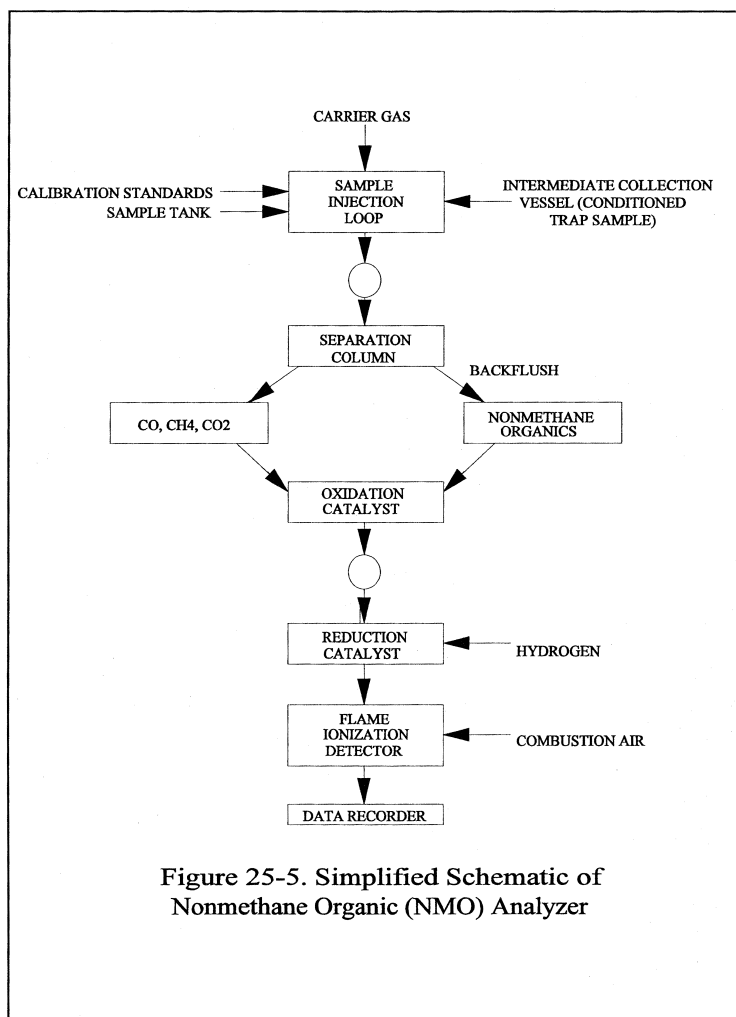 CARRIER GAS
CALIBRATION STANDARDS
SAMPLE TANK
SAMPLE
INJECTION
LOOP
INTERMEDIATE COLLECTION
VESSEL (CONDITIONED
TRAP SAMPLE)
SEPARATION
COLUMN
BACKFLUSH
CO, CH4, CO2
NONMETHANE
ORGANICS
OXIDATION
CATALYST
REDUCTION
CATALYST
HYDROGEN
FLAME
IONIZATION
DETECTOR
COMBUSTION AIR
DATA RECORDER
Figure 25-5. Simplified Schematic of
Nonmethane Organic (NMO) Analyzer